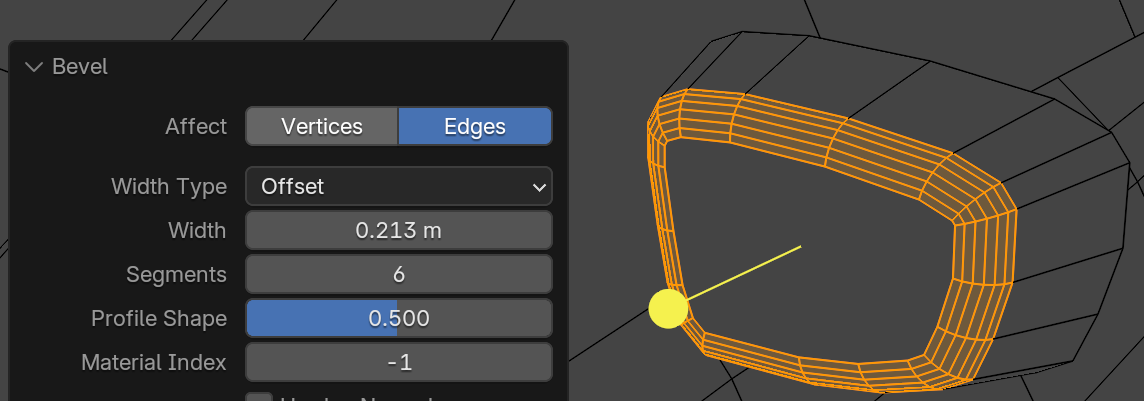 Bevel
Affect Vertices Edges
Width Type Offset
Width 0.213 m
Segments 6
Profile Shape 0.500
Material Index -1